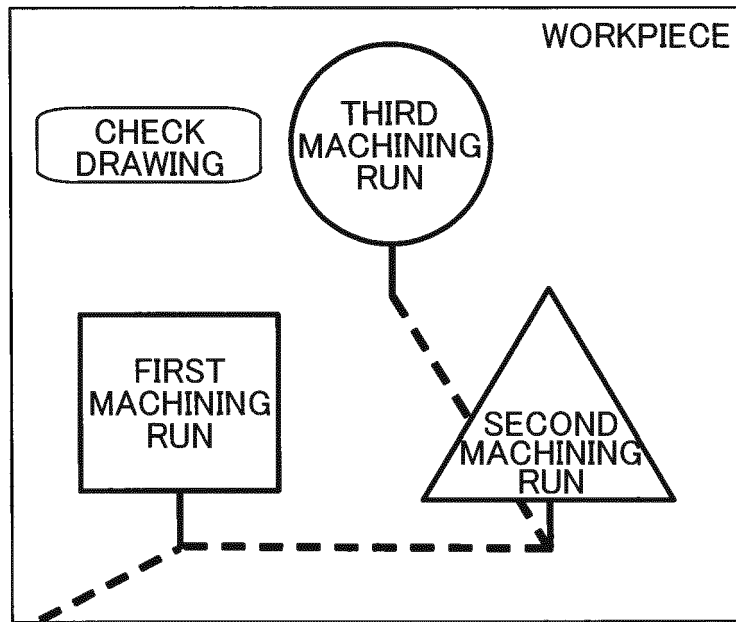 WORKPIECE
CHECK
DRAWING
THIRD
MACHINING
RUN
FIRST
MACHINING
RUN
SECOND
MACHINING
RUN